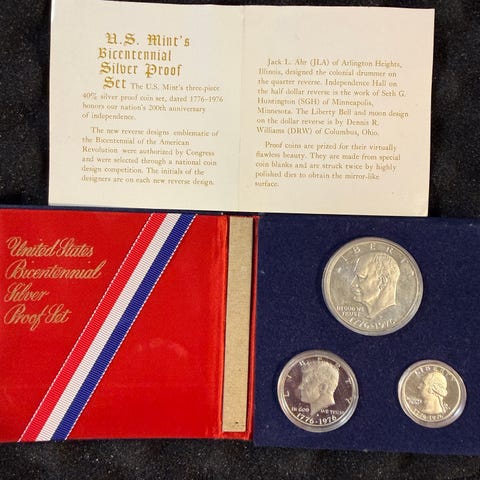 U.S. Mint's
Bicentennial
Silver Proof
Set The U.S. Mint's three-piece
40% silver proof coin set, dated 1776-1976
honors our nation's 200th anniversary
of independence.
The new reverse designs emblematic of
the Bicentennial of the American
Revolution were authorized by Congress
and were selected through a national coin
design competition. The initials of the
designers are on each new reverse design.
Jack L. Ahr (JLA) of Arlington Heights,
Illinois, designed the colonial drummer on
the quarter reverse. Independence Hall on
the half dollar reverse is the work of Seth G.
Huntington (SGH) of Minneapolis,
Minnesota. The Liberty Bell and moon design
on the dollar reverse is by Dennis R.
Williams (DRW) of Columbus, Ohio.
Proof coins are prized for their virtually
flawless beauty. They are made from special
coin blanks and are struck twice by highly
polished dies to obtain the mirror-like
surface.
United States
Bicentennial
Silver
Proof Set
LIBERTY
IN GOD WE
TRUST
1776-1976
LIBERTY
IN GOD WE TRUST
1776-1976
LIBERTY
1776-1976